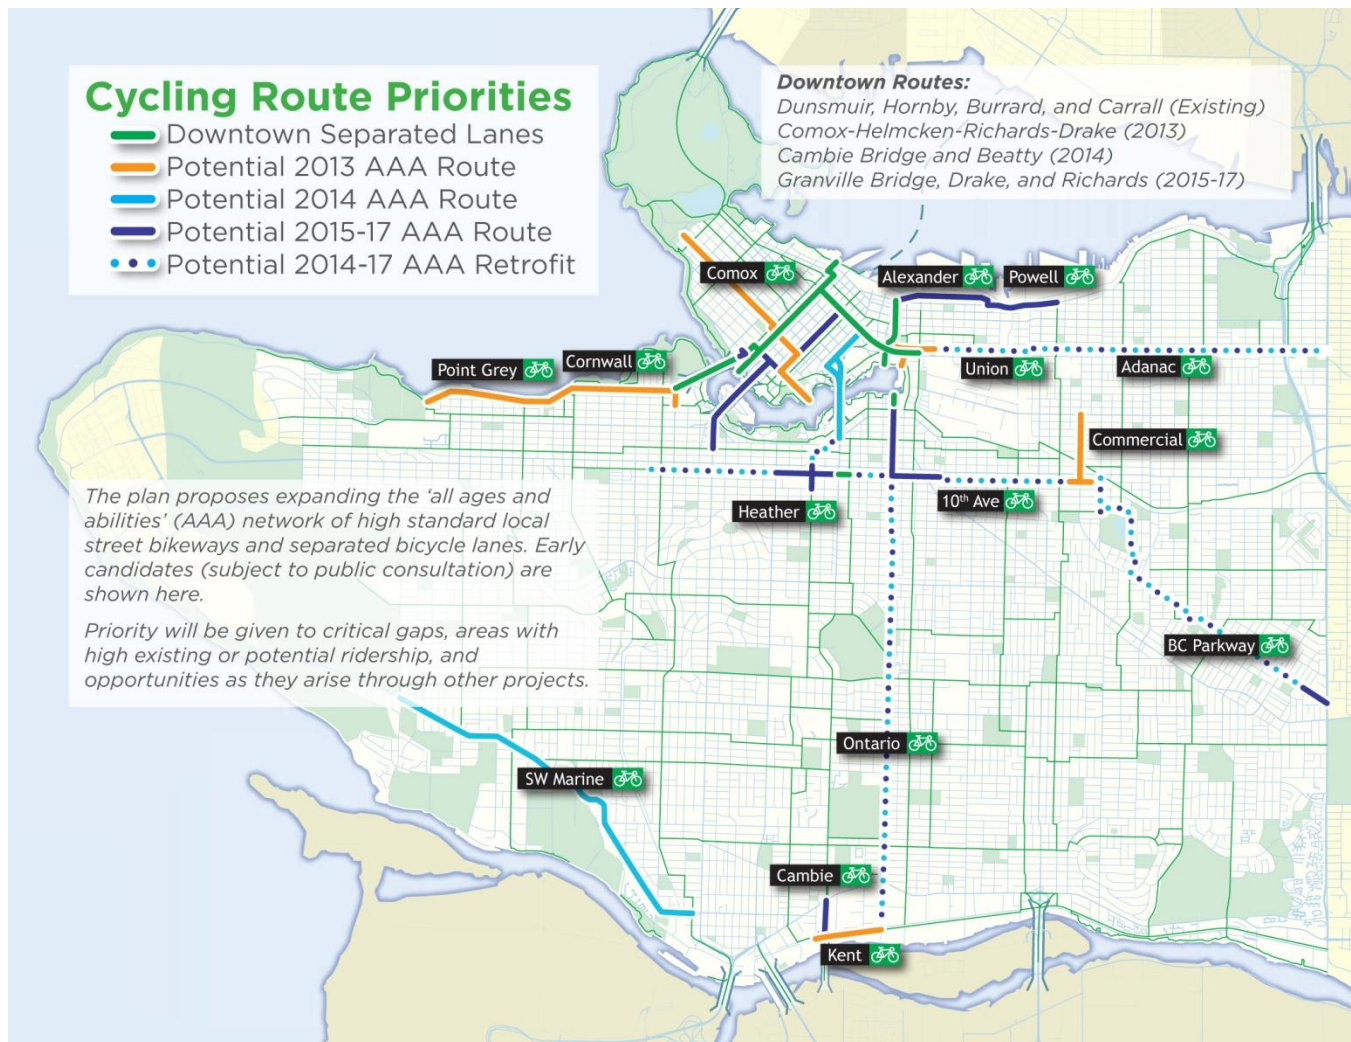 Cycling Route Priorities
Downtown Separated Lanes
Potential 2013 AAA Route
Potential 2014 AAA Route
Potential 2015-17 AAA Route
Potential 2014-17 AAA Retrofit
Downtown Routes:
Dunsmuir, Hornby, Burrard, and Carrall (Existing)
Comox-Helmcken-Richards-Drake (2013)
Cambie Bridge and Beatty (2014)
Granville Bridge, Drake, and Richards (2015-17)
Comox
Alexander
Powell
Point Grey
Cornwall
Union
Adanac
Commercial
The plan proposes expanding the ‘all ages and
abilities’ (AAA) network of high standard local
street bikeways and separated bicycle lanes. Early
candidates (subject to public consultation) are
shown here.
Priority will be given to critical gaps, areas with
high existing or potential ridership, and
opportunities as they arise through other projects.
Heather
10th Ave
BC Parkway
Ontario
SW Marine
Cambie
Kent